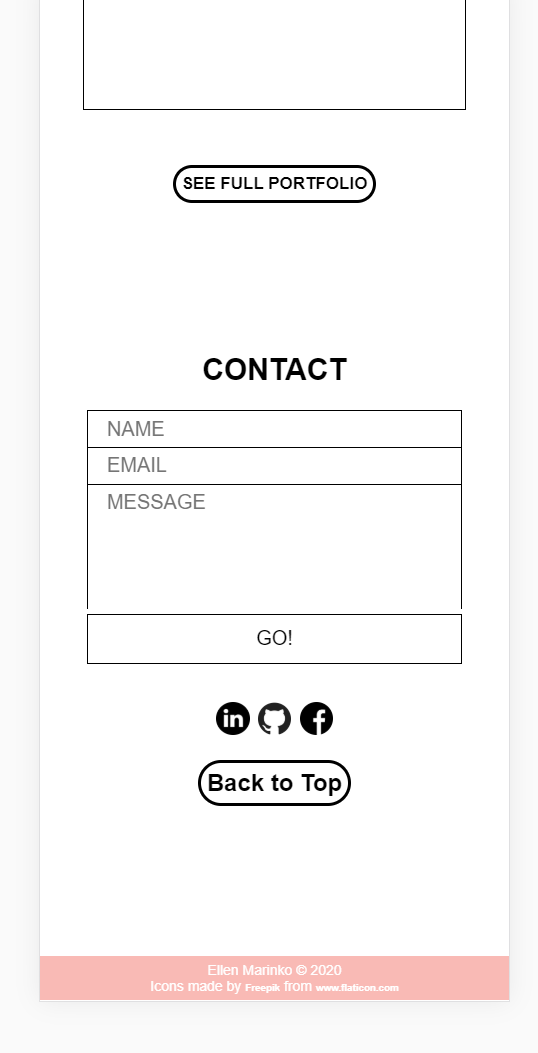 SEE FULL PORTFOLIO
CONTACT
NAME
EMAIL
MESSAGE
GO!
in
Back to Top
Ellen Marinko © 2020
Icons made by Freepik from www.flaticon.com